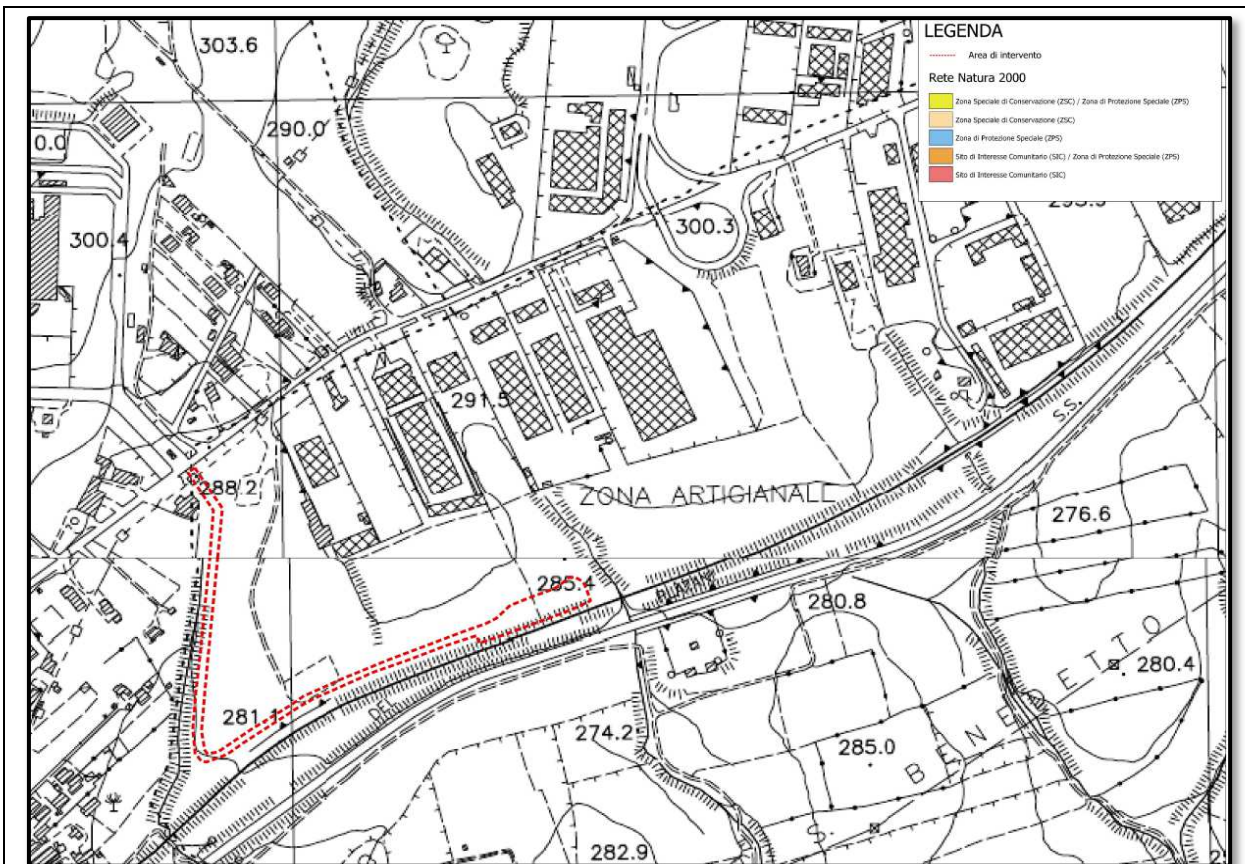 LEGENDA
Area di intervento
Rete Natura 2000
Zona Speciale di Conservazione (ZSC) / Zona di Protezione Speciale (ZPS)
Zona Speciale di Conservazione (ZSC)
Zona di Protezione Speciale (ZPS)
Sito di Interesse Comunitario (SIC) / Zona di Protezione Speciale (ZPS)
Sito di Interesse Comunitario (SIC)
303.6
290.0
0.0
300.4
300.3
291.5
288.2
ZONA ARTIGIANALE
S.S.
276.6
285.4
280.8
280.4
281.1
DEL
274.2
285.0
S. BENEDETTO
282.9